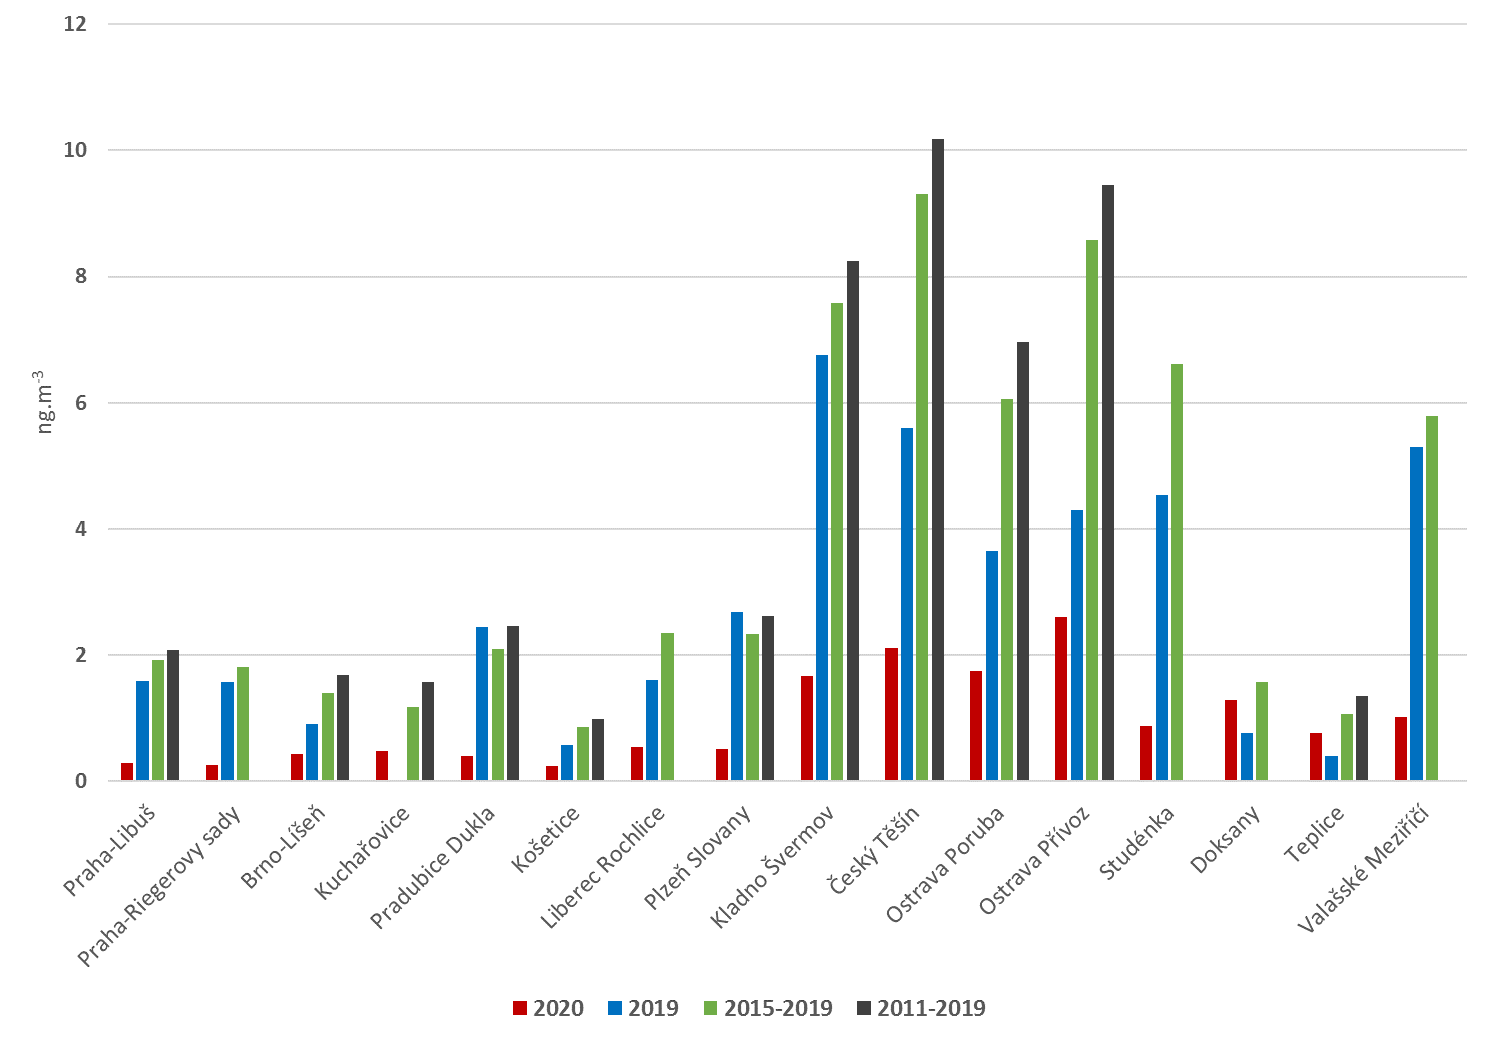 12
10
8
6
4
2
0
ng.m-3
Praha-Libuš
Praha-Riegerovy sady
Brno-Líšeň
Kuchařovice
Pradubice Dukla
Košetice
Liberec Rochlice
Plzeň Slovany
Kladno Švermov
Český Těšín
Ostrava Poruba
Ostrava Přívoz
Studénka
Doksany
Teplice
Valašské Meziříčí
2020 2019 2015-2019 2011-2019